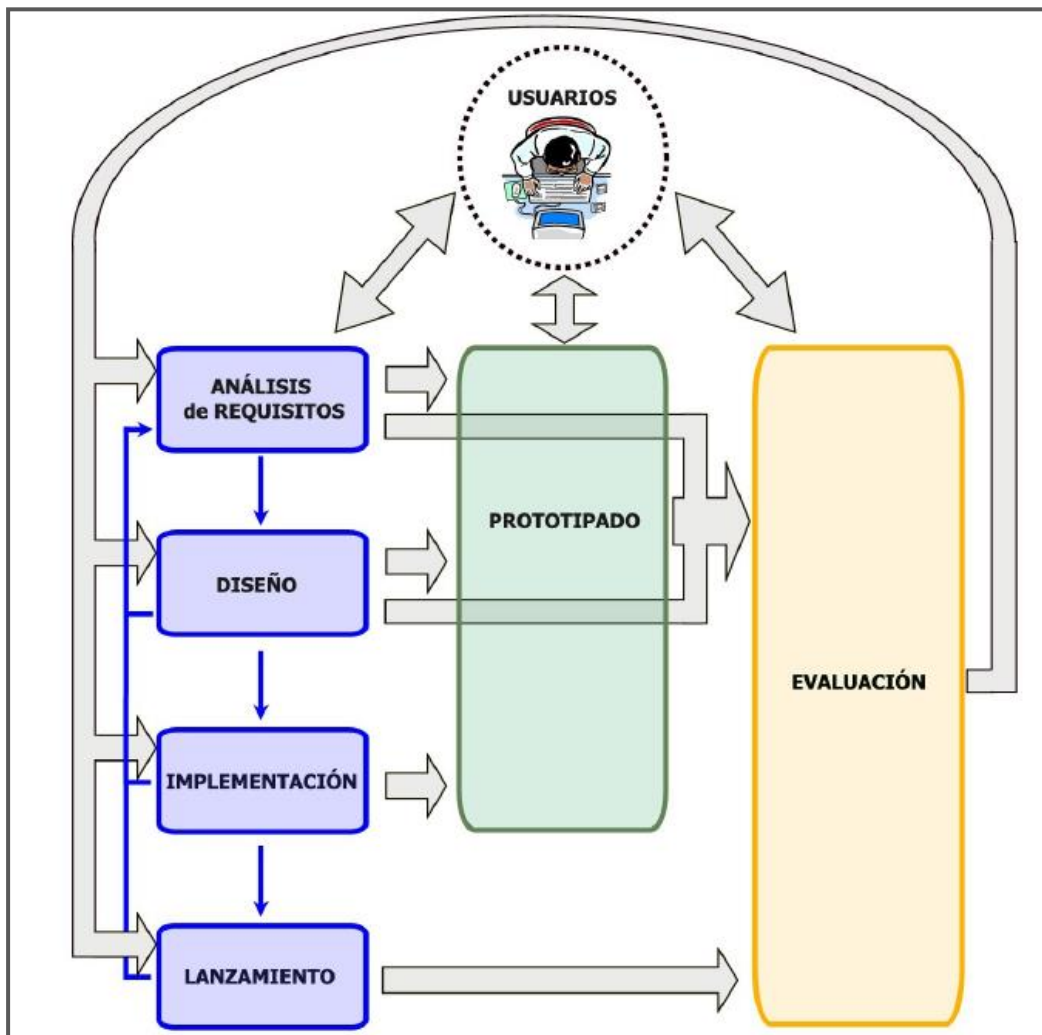 USUARIOS
ANÁLISIS
de REQUISITOS
PROTOTIPADO
DISEÑO
EVALUACIÓN
IMPLEMENTACIÓN
LANZAMIENTO